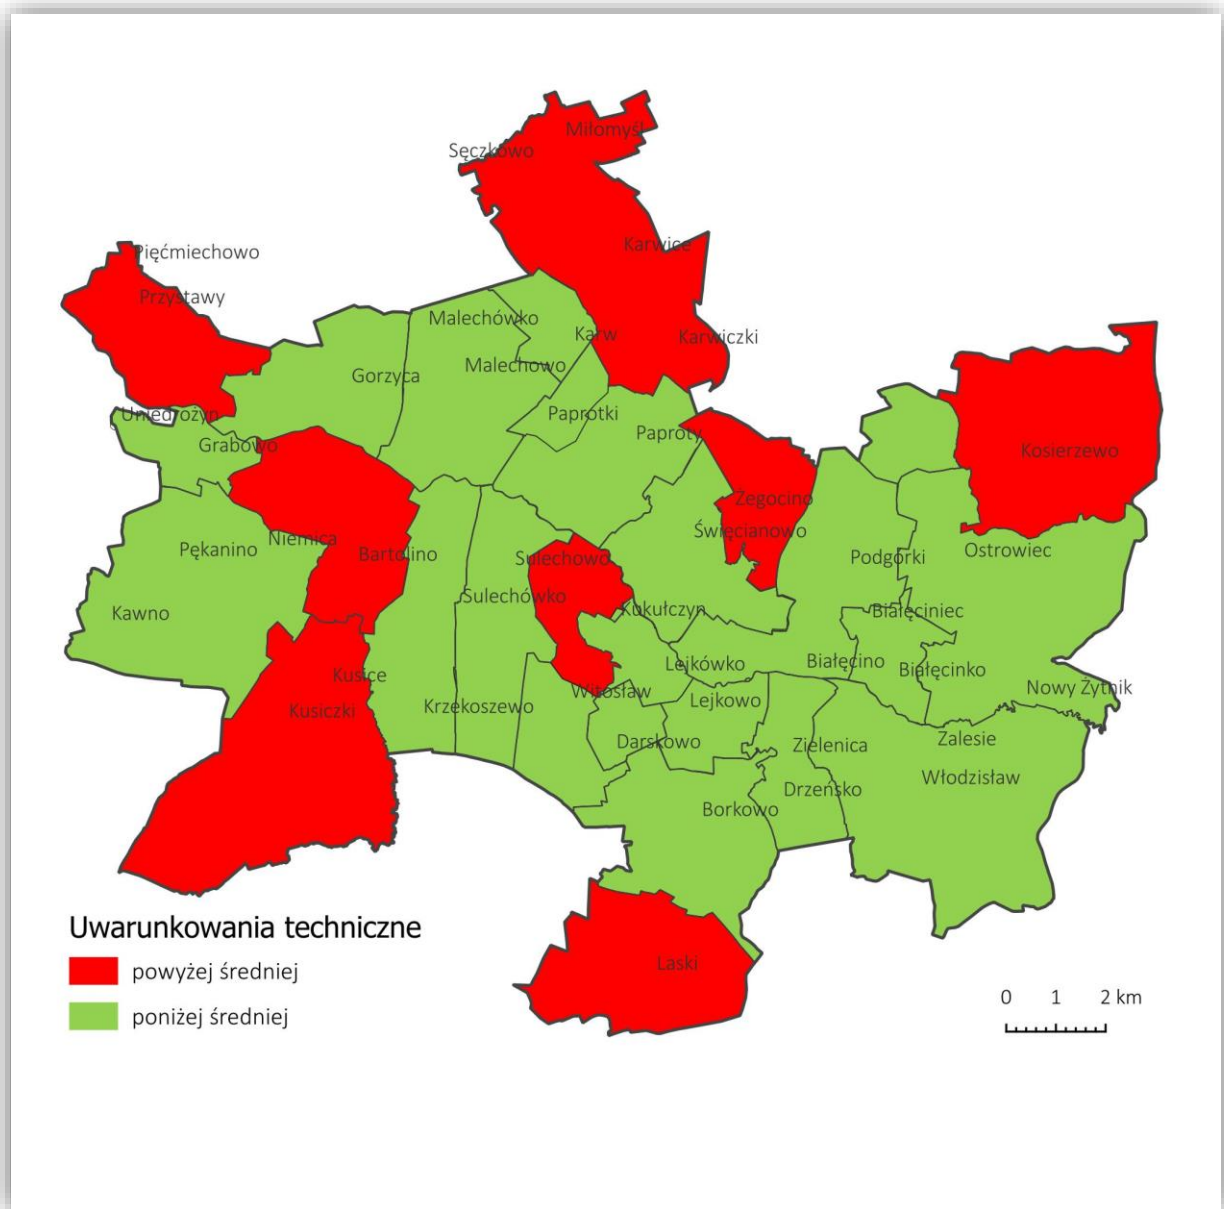 Miłomyśl
Sęczkowo
Karwice
Pięćmiechowo
Przystawy
Malechówko
Karw
Karwiczki
Malechowo
Gorzyca
Paprotki
Uniedrożyn
Paproty
Grabowo
Kosierzewo
Żegocino
Święcianowo
Niemica
Pękanino
Bartolino
Sulechowo
Podgórki
Ostrowiec
Sulechówko
Kawno
Kukułczyn
Białęciniec
Lejkówko
Białęcino
Białęcinko
Kusice
Nowy Żytnik
Witosław
Lejkowo
Kusiczki
Krzekoszewo
Darskowo
Zielenica
Zalesie
Włodzisław
Drzeńsko
Borkowo
Laski
Uwarunkowania techniczne
powyżej średniej
poniżej średniej
0 1 2 km